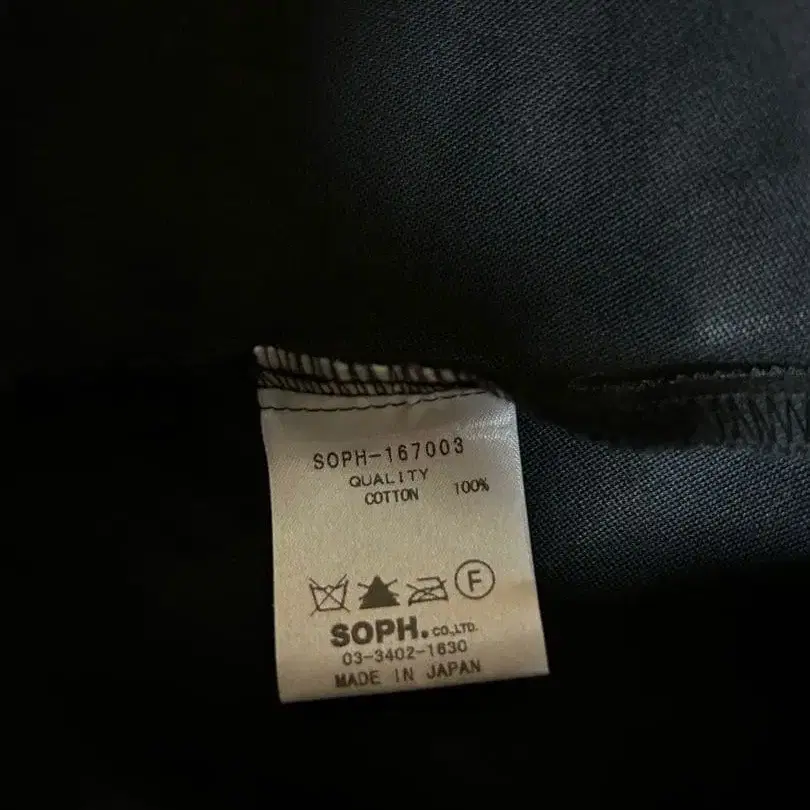 SOPH-167003
QUALITY
COTTON 100%
F
SOPH. CO.,LTD.
03-3402-1630
MADE IN JAPAN